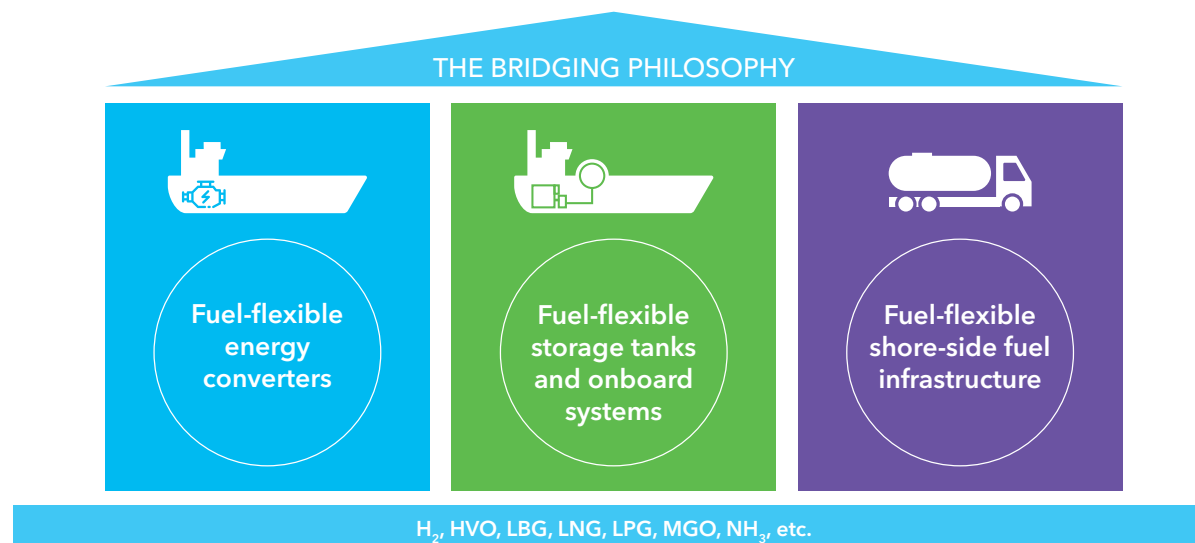 THE BRIDGING PHILOSOPHY
Fuel-flexible
energy
converters
Fuel-flexible
storage tanks
and onboard
systems
Fuel-flexible
shore-side fuel
infrastructure
H₂, HVO, LBG, LNG, LPG, MGO, NH₃, etc.